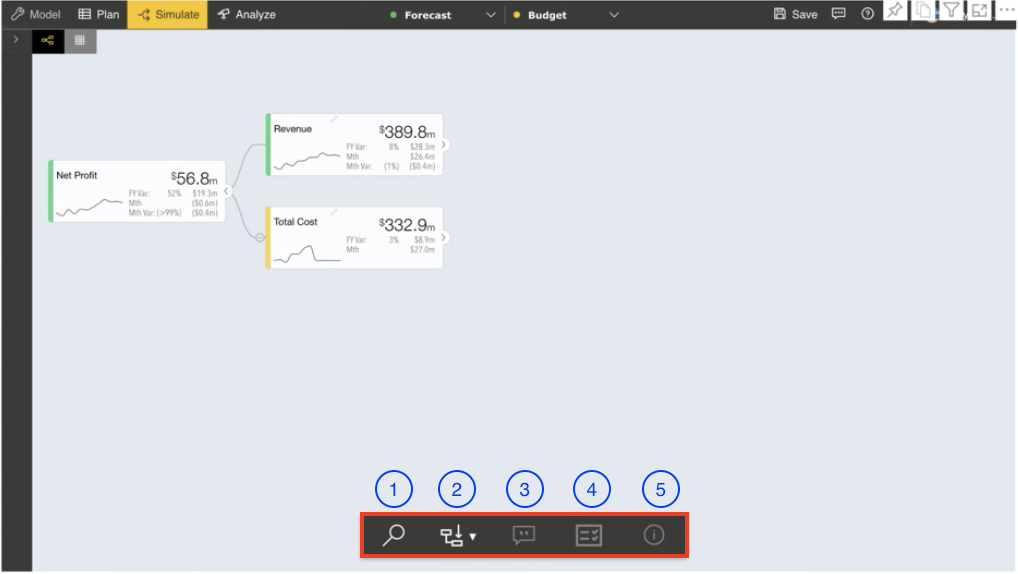 Model Plan Simulate Analyze Forecast Budget Save
Revenue
$389.8m
FY Var: 8% $28.3m
Mth $26.4m
Mth Var: (1%) ($0.4m)
Net Profit
$56.8m
FY Var: 52% $19.3m
Mth ($0.6m)
Mth Var: (>99%) ($0.4m)
Total Cost
$332.9m
FY Var: 3% $8.9m
Mth $27.0m
1 2 3 4 5